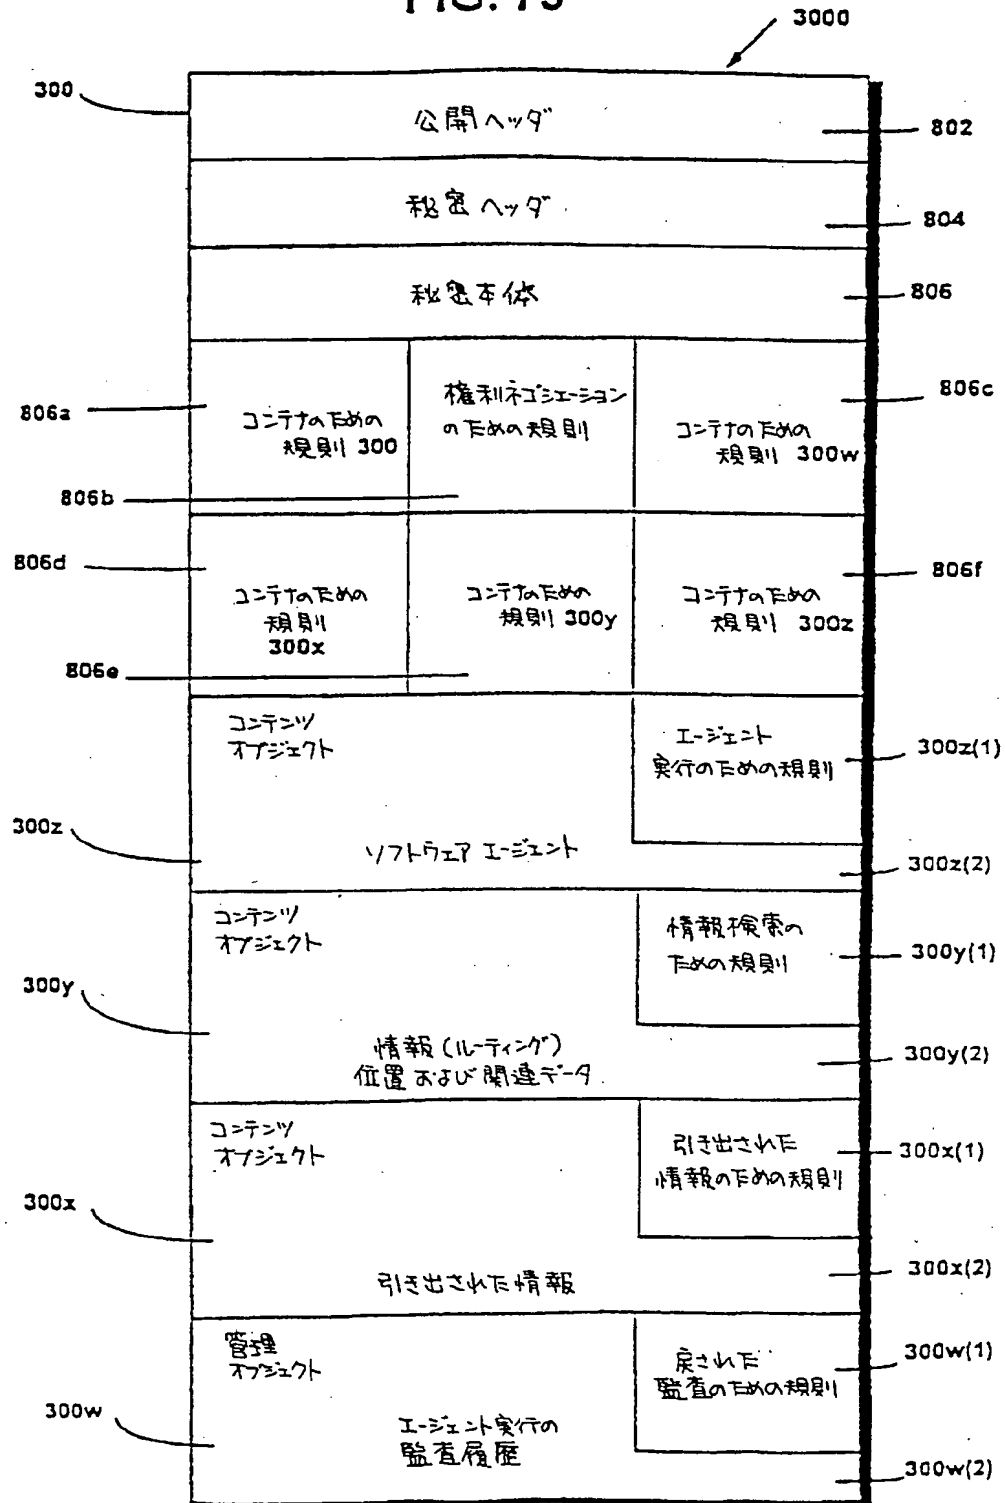 3000
300
公開ヘッダ
802
秘密ヘッダ
804
秘密本体
806
806a
コンテナのための
規則 300
806b
権利ネゴシエーション
のための規則
806c
コンテナのための
規則 300w
806d
コンテナのための
規則
300x
806e
コンテナのための
規則 300y
806f
コンテナのための
規則 300z
コンテンツ
オブジェクト
エージェント
実行のための規則
300z(1)
300z
ソフトウェア エージェント
300z(2)
コンテンツ
オブジェクト
情報検索の
ための規則
300y(1)
300y
情報(ルーティング)
位置および関連データ
300y(2)
コンテンツ
オブジェクト
引き出された
情報のための規則
300x(1)
300x
引き出された情報
300x(2)
管理
オブジェクト
戻された
監査のための規則
300w(1)
300w
エージェント実行の
監査履歴
300w(2)